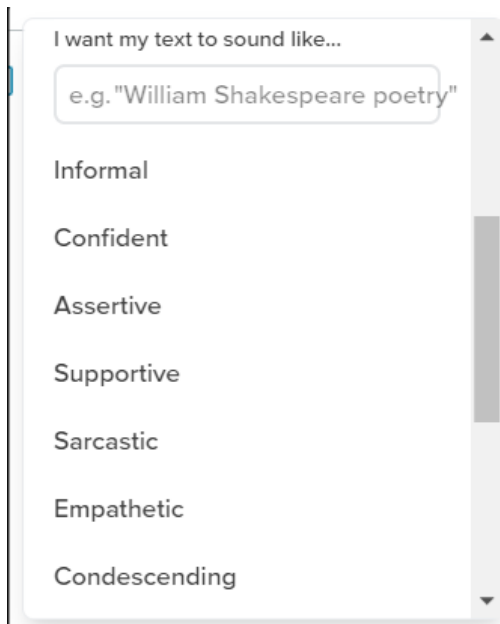 I want my text to sound like...
e.g. "William Shakespeare poetry"
Informal
Confident
Assertive
Supportive
Sarcastic
Empathetic
Condescending